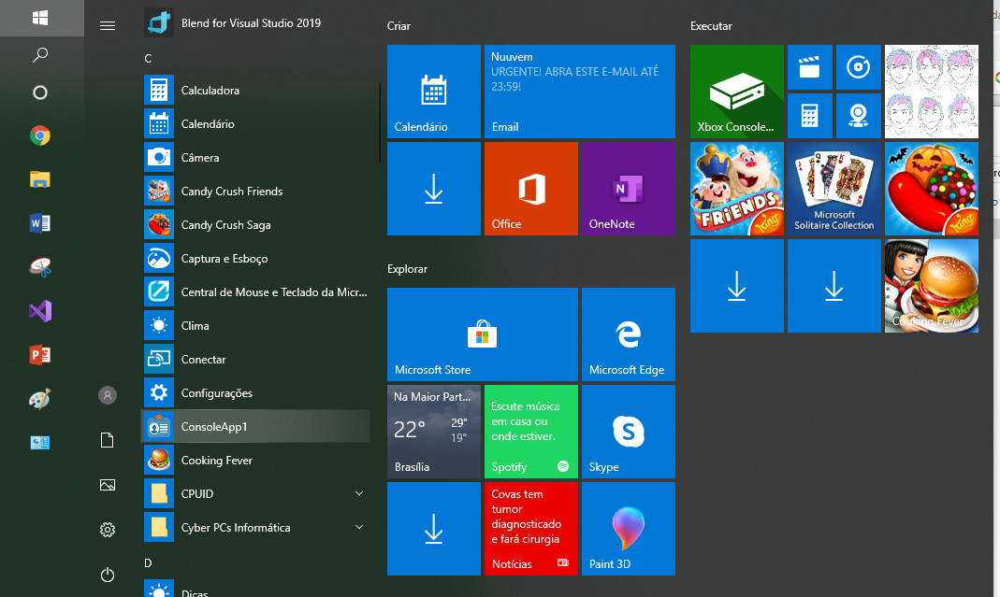 Blend for Visual Studio 2019
C
Calculadora
Calendário
Câmera
Candy Crush Friends
Candy Crush Saga
Captura e Esboço
Central de Mouse e Teclado da Micr...
Clima
Conectar
Configurações
ConsoleApp1
Cooking Fever
CPUID
Cyber PCs Informática
D
Dicas
Criar
Calendário
Nuuvem
URGENTE! ABRA ESTE E-MAIL ATÉ
23:59!
Email
Office
OneNote
Explorar
Microsoft Store
Microsoft Edge
Na Maior Part...
22°
29°
19°
Brasília
Escute música
em casa ou
onde estiver.
Spotify
Skype
Covas tem
tumor
diagnosticado
e fará cirurgia
Notícias
Paint 3D
Executar
Xbox Console...
FRIENDS
King
Microsoft
Solitaire Collection
King
Cooking Fever